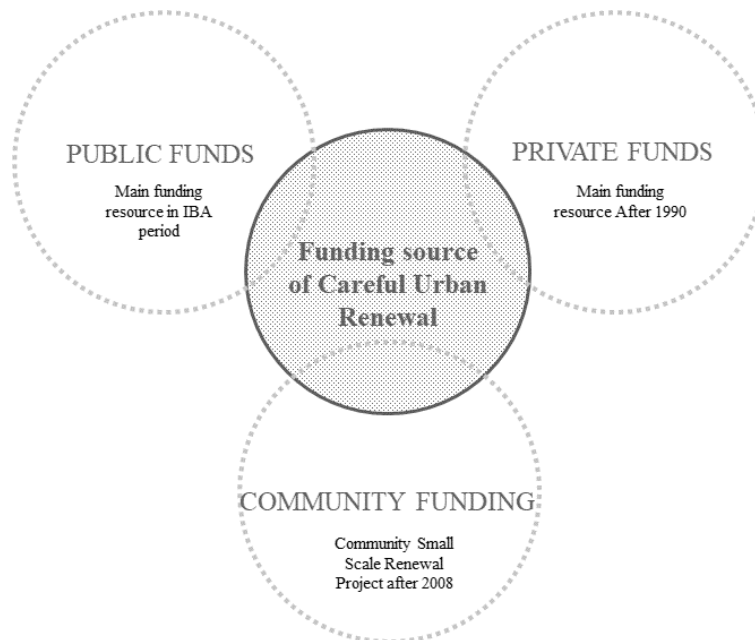 PUBLIC FUNDS
Main funding
resource in IBA
period
PRIVATE FUNDS
Main funding
resource After 1990
Funding source
of Careful Urban
Renewal
COMMUNITY FUNDING
Community Small
Scale Renewal
Project after 2008